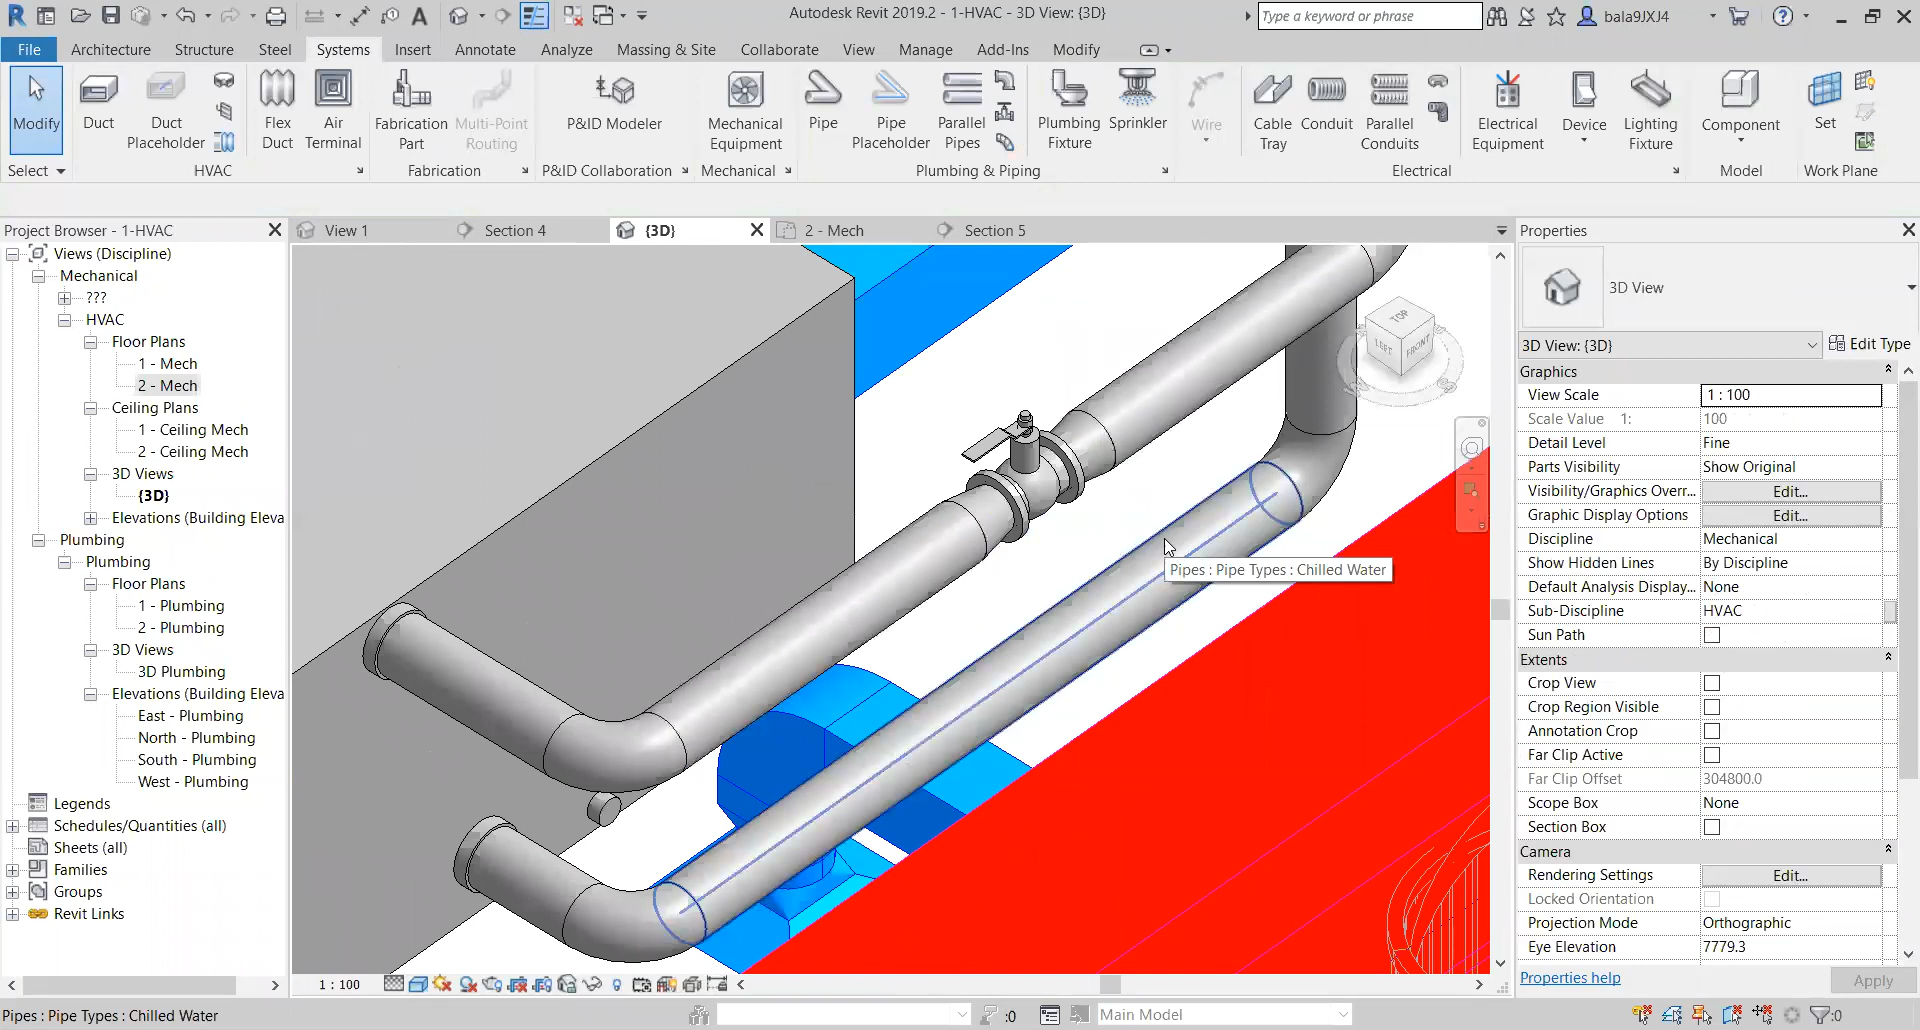 Autodesk Revit 2019.2 - 1-HVAC - 3D View: {3D}
Type a keyword or phrase
bala9JXJ4
File Architecture Structure Steel Systems Insert Annotate Analyze Massing & Site Collaborate View Manage Add-Ins Modify
Modify
Duct
Duct Placeholder
Flex Duct
Air Terminal
Fabrication Part
Multi-Point Routing
P&ID Modeler
Mechanical Equipment
Pipe
Pipe Placeholder
Parallel Pipes
Plumbing Fixture
Sprinkler
Wire
Cable Tray
Conduit
Parallel Conduits
Electrical Equipment
Device
Lighting Fixture
Component
Set
Select HVAC Fabrication P&ID Collaboration Mechanical Plumbing & Piping Electrical Model Work Plane
Project Browser - 1-HVAC
Views (Discipline)
Mechanical
???
HVAC
Floor Plans
1 - Mech
2 - Mech
Ceiling Plans
1 - Ceiling Mech
2 - Ceiling Mech
3D Views
{3D}
Elevations (Building Eleva
Plumbing
Plumbing
Floor Plans
1 - Plumbing
2 - Plumbing
3D Views
3D Plumbing
Elevations (Building Eleva
East - Plumbing
North - Plumbing
South - Plumbing
West - Plumbing
Legends
Schedules/Quantities (all)
Sheets (all)
Families
Groups
Revit Links
View 1 Section 4 {3D} 2 - Mech Section 5
TOP
LEFT FRONT
Pipes : Pipe Types : Chilled Water
1 : 100
Properties
3D View
3D View: {3D} Edit Type
Graphics
View Scale 1 : 100
Scale Value 1: 100
Detail Level Fine
Parts Visibility Show Original
Visibility/Graphics Overr... Edit...
Graphic Display Options Edit...
Discipline Mechanical
Show Hidden Lines By Discipline
Default Analysis Display... None
Sub-Discipline HVAC
Sun Path
Extents
Crop View
Crop Region Visible
Annotation Crop
Far Clip Active
Far Clip Offset 304800.0
Scope Box None
Section Box
Camera
Rendering Settings Edit...
Locked Orientation
Projection Mode Orthographic
Eye Elevation 7779.3
Properties help Apply
Pipes : Pipe Types : Chilled Water
:0
Main Model
:0